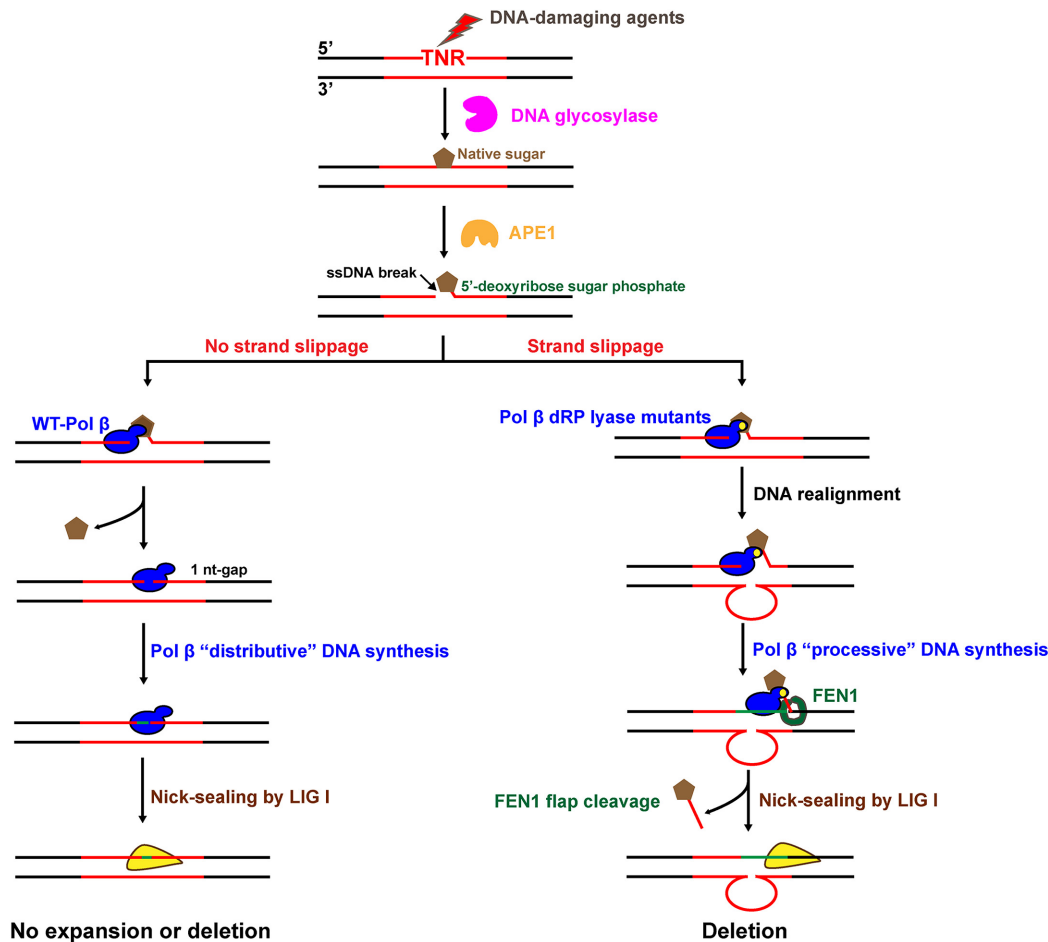 DNA-damaging agents
5’
TNR
3’
DNA glycosylase
Native sugar
APE1
ssDNA break
5’-deoxyribose sugar phosphate
No strand slippage
Strand slippage
WT-Pol β
Pol β dRP lyase mutants
DNA realignment
1 nt-gap
Pol β “distributive” DNA synthesis
Pol β “processive” DNA synthesis
FEN1
Nick-sealing by LIG I
FEN1 flap cleavage
Nick-sealing by LIG I
No expansion or deletion
Deletion